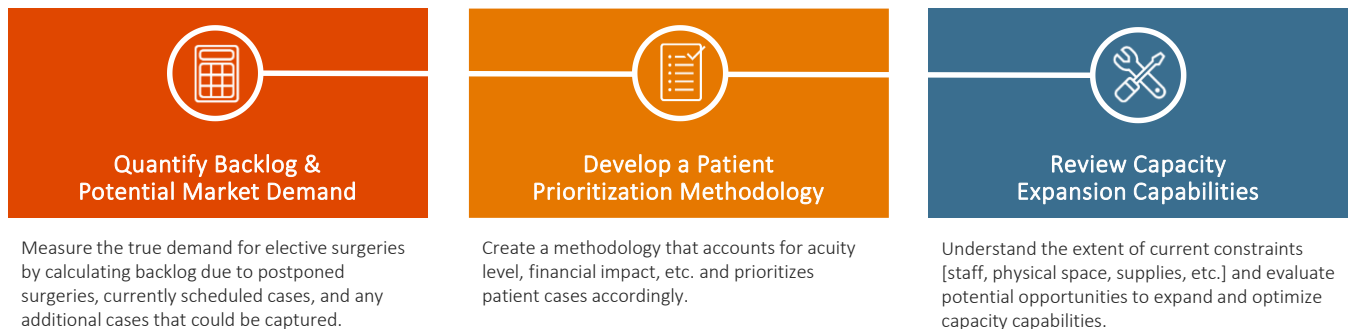 Quantify Backlog &
Potential Market Demand
Measure the true demand for elective surgeries
by calculating backlog due to postponed
surgeries, currently scheduled cases, and any
additional cases that could be captured.
Develop a Patient
Prioritization Methodology
Create a methodology that accounts for acuity
level, financial impact, etc. and prioritizes
patient cases accordingly.
Review Capacity
Expansion Capabilities
Understand the extent of current constraints
[staff, physical space, supplies, etc.] and evaluate
potential opportunities to expand and optimize
capacity capabilities.